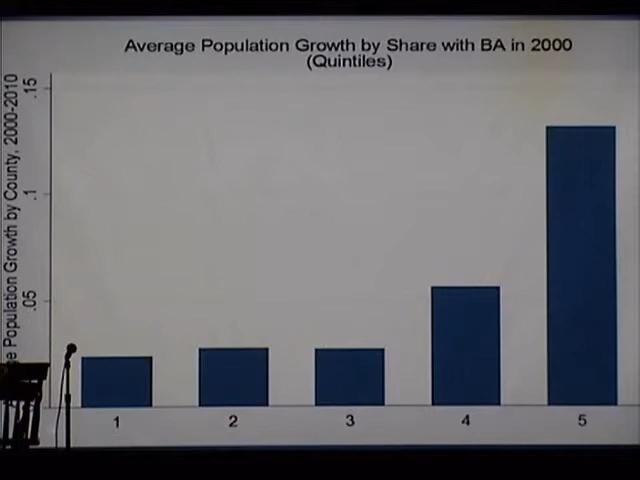 Average Population Growth by Share with BA in 2000
(Quintiles)
Population Growth by County, 2000-2010
.15
.1
.05
1 2 3 4 5